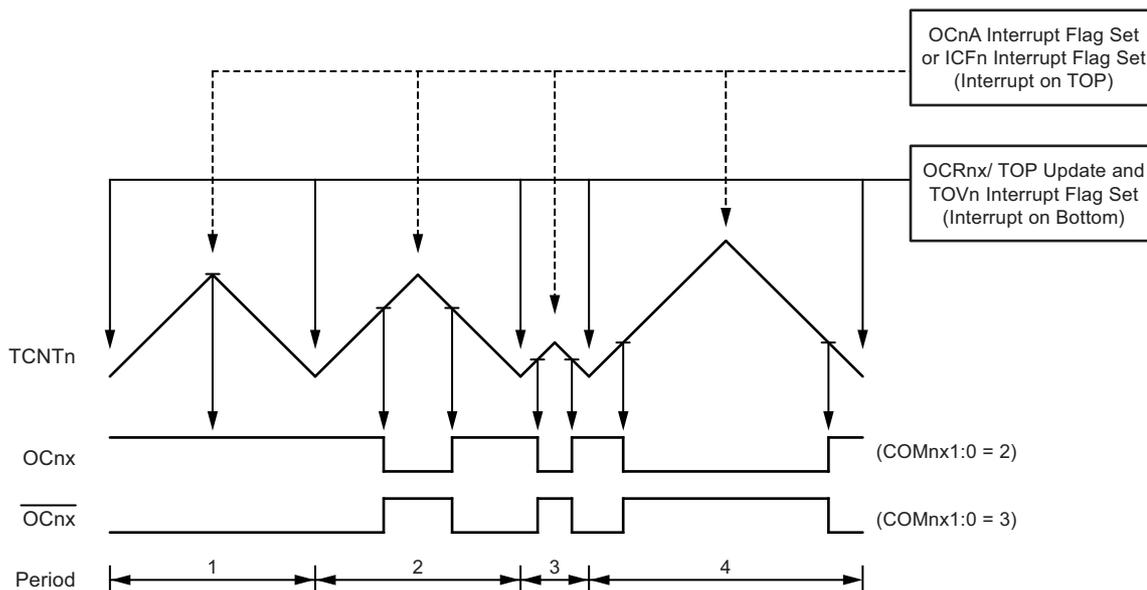 OCnA Interrupt Flag Set
or ICFn Interrupt Flag Set
(Interrupt on TOP)
OCRnx/ TOP Update and
TOVn Interrupt Flag Set
(Interrupt on Bottom)
TCNTn
OCnx
(COMnx1:0 = 2)
OCnx
(COMnx1:0 = 3)
Period
1
2
3
4